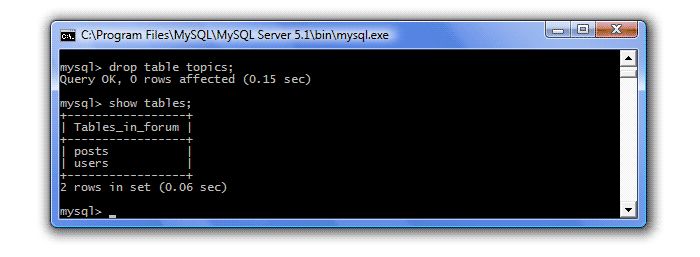 C:\Program Files\MySQL\MySQL Server 5.1\bin\mysql.exe
mysql> drop table topics;
Query OK, 0 rows affected (0.15 sec)
mysql> show tables;
+-----------------+
| Tables_in_forum |
+-----------------+
| posts           |
| users           |
+-----------------+
2 rows in set (0.06 sec)
mysql> _